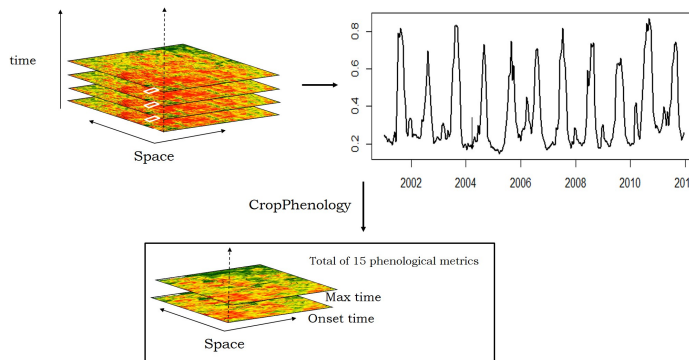 time
Space
0.8
0.6
0.4
0.2
2002
2004
2006
2008
2010
201
CropPhenology
Total of 15 phenological metrics
Max time
Onset time
Space